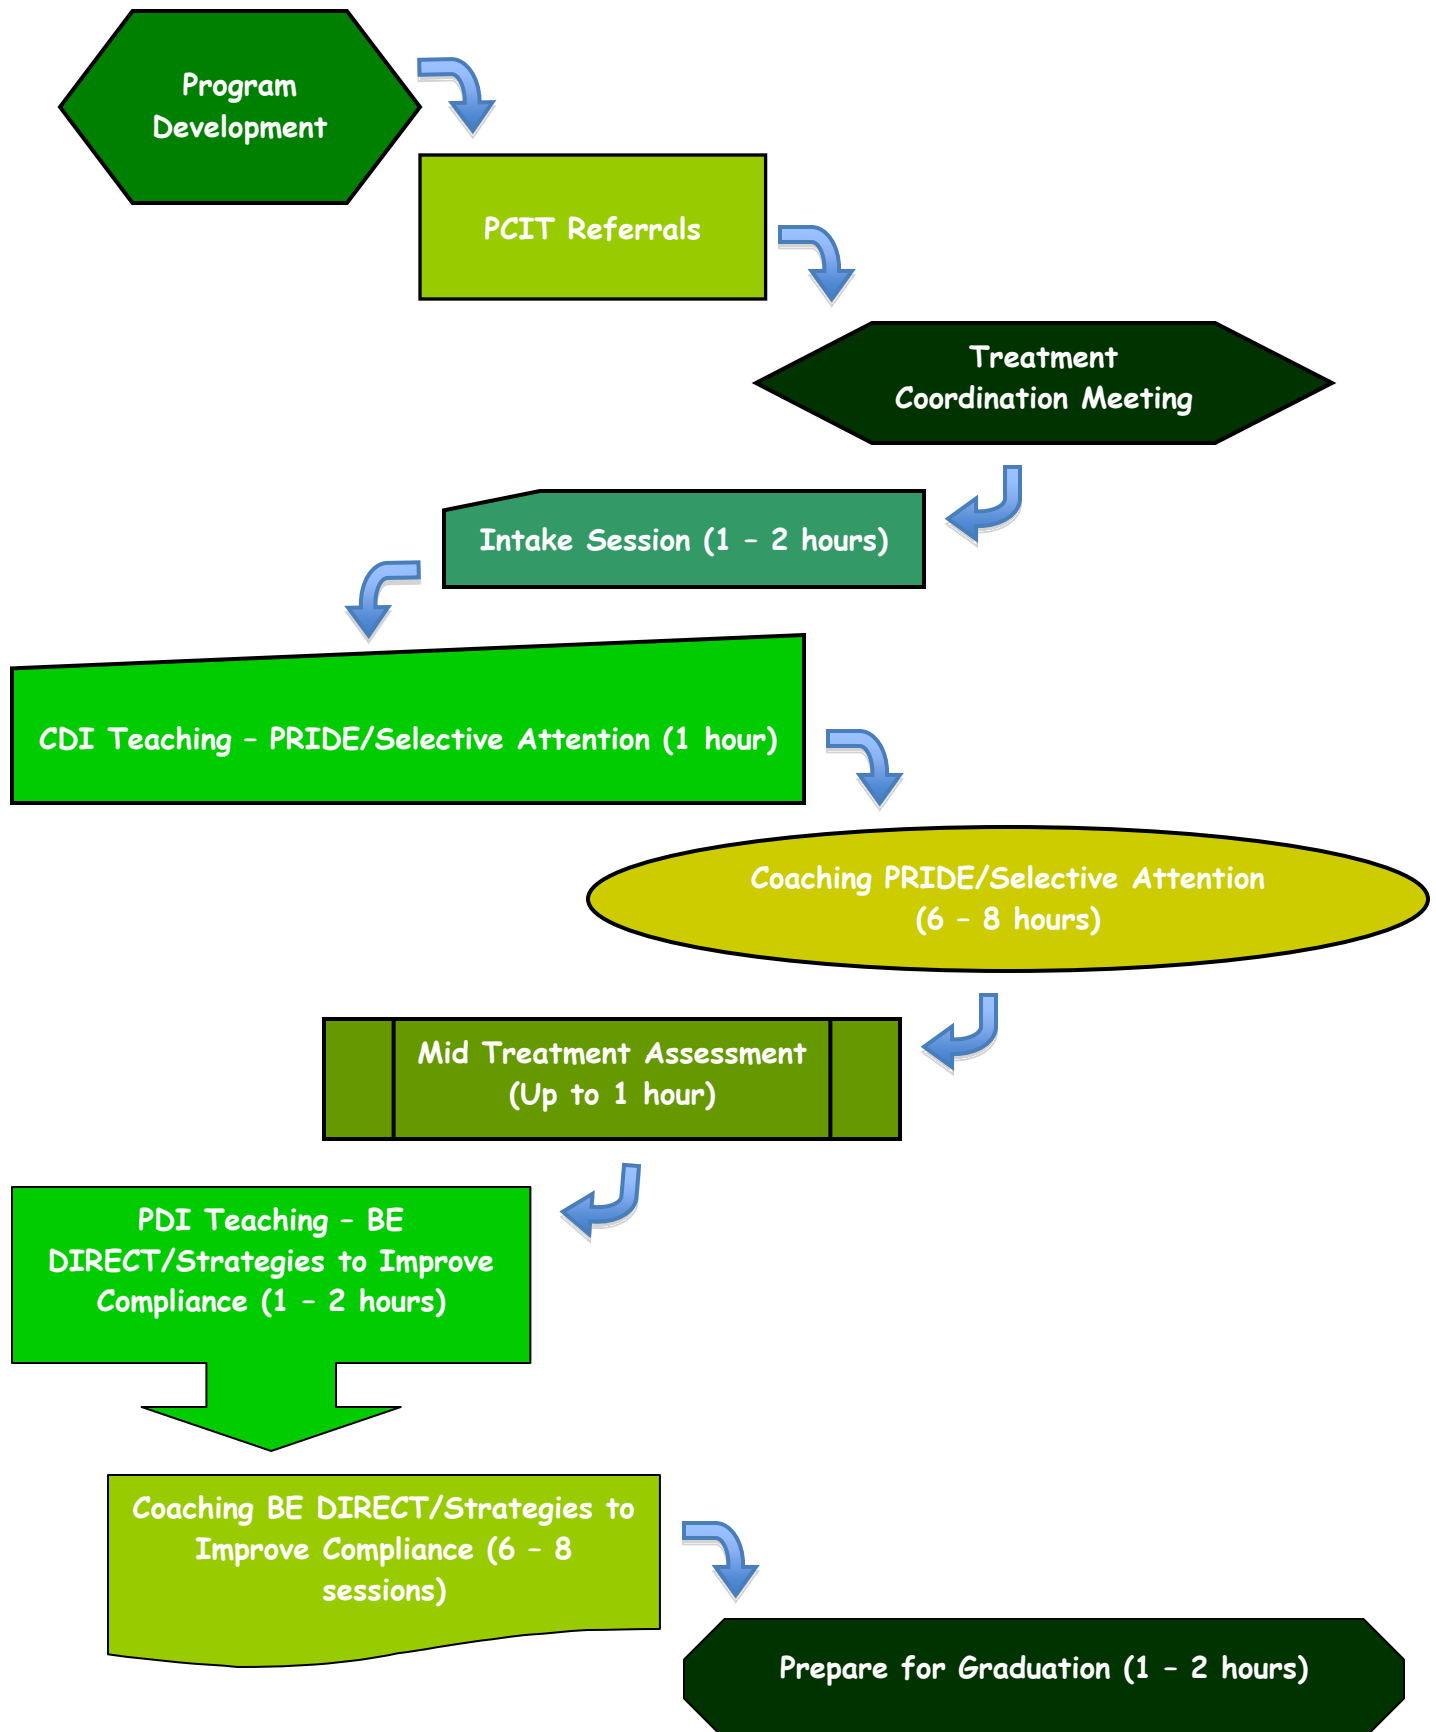 Program
Development
PCIT Referrals
Treatment
Coordination Meeting
Intake Session (1 – 2 hours)
CDI Teaching – PRIDE/Selective Attention (1 hour)
Coaching PRIDE/Selective Attention
(6 – 8 hours)
Mid Treatment Assessment
(Up to 1 hour)
PDI Teaching – BE
DIRECT/Strategies to Improve
Compliance (1 – 2 hours)
Coaching BE DIRECT/Strategies to
Improve Compliance (6 – 8
sessions)
Prepare for Graduation (1 – 2 hours)